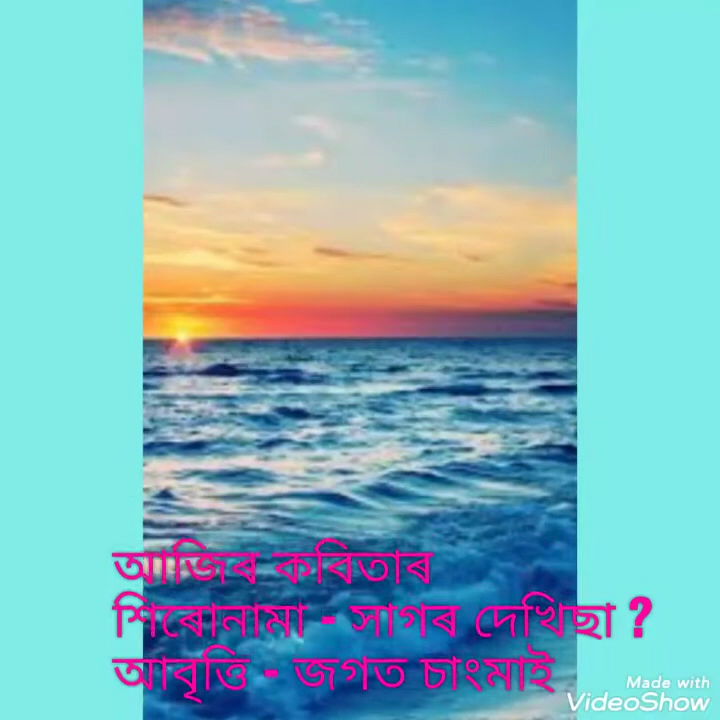 আজিৰ কবিতাৰ
শিৰোনামা - সাগৰ দেখিছা ?
আবৃত্তি - জগত চাংমাই
Made with
VideoShow